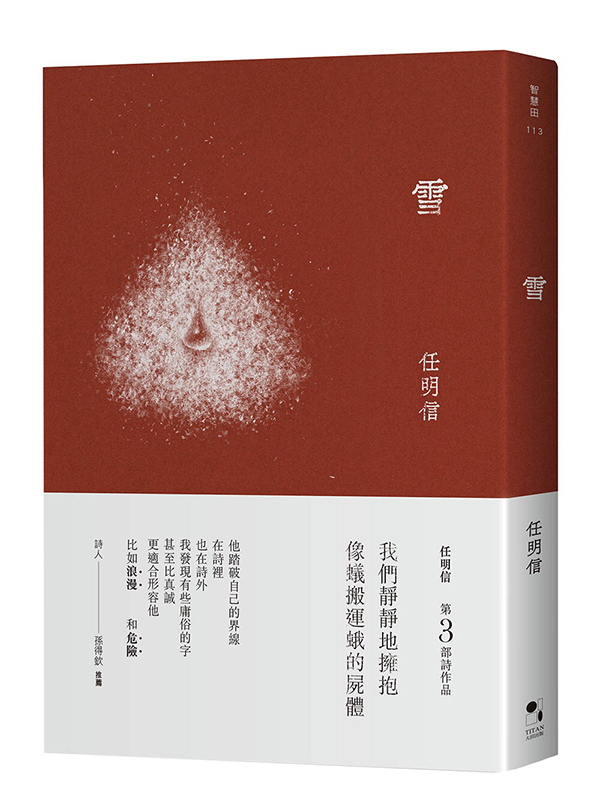 雪
任明信
任明信 第3部詩作品
我們靜靜地擁抱
像蟻搬運蛾的屍體
他踏破自己的界線
在詩裡
也在詩外
我發現有些庸俗的字
甚至比真誠
更適合形容他
比如浪漫 和危險
詩人——孫得欽 推薦
智慧田
113
雪
任明信
TITAN
大田出版